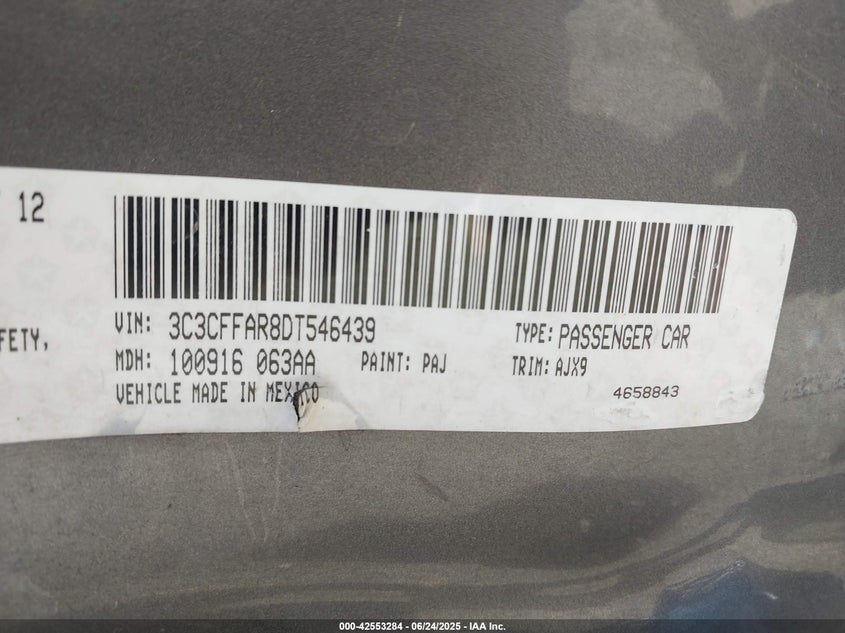 12
FETY,
VIN: 3C3CFFAR8DT546439 TYPE: PASSENGER CAR
MDH: 100916 063AA PAINT: PAJ TRIM: AJX9
VEHICLE MADE IN MEXICO 4658843
000-42553284 - 06/24/2025 - IAA Inc.